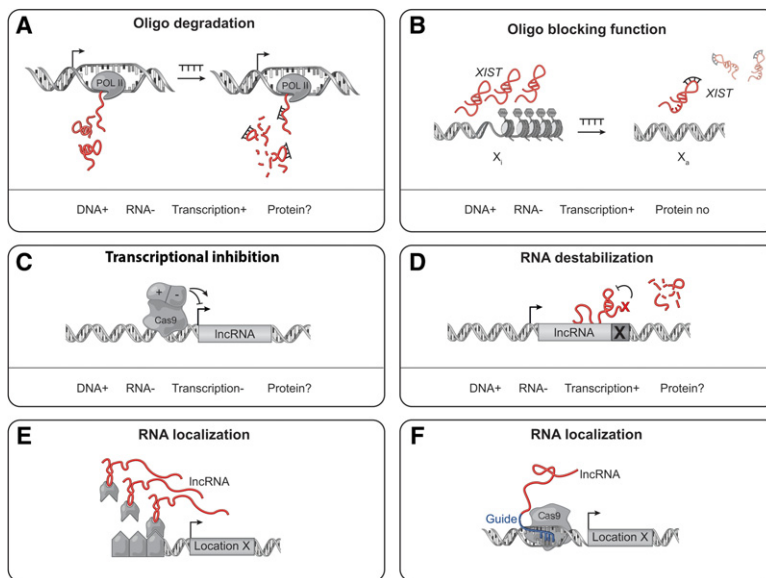 A
Oligo degradation
POL II
POL II
DNA+ RNA- Transcription+ Protein?
B
Oligo blocking function
XIST
XIST
Xi
Xa
DNA+ RNA- Transcription+ Protein no
C
Transcriptional inhibition
+ -
Cas9
lncRNA
DNA+ RNA- Transcription- Protein?
D
RNA destabilization
X
lncRNA X
DNA+ RNA- Transcription+ Protein?
E
RNA localization
lncRNA
Location X
F
RNA localization
lncRNA
Guide Cas9
Location X